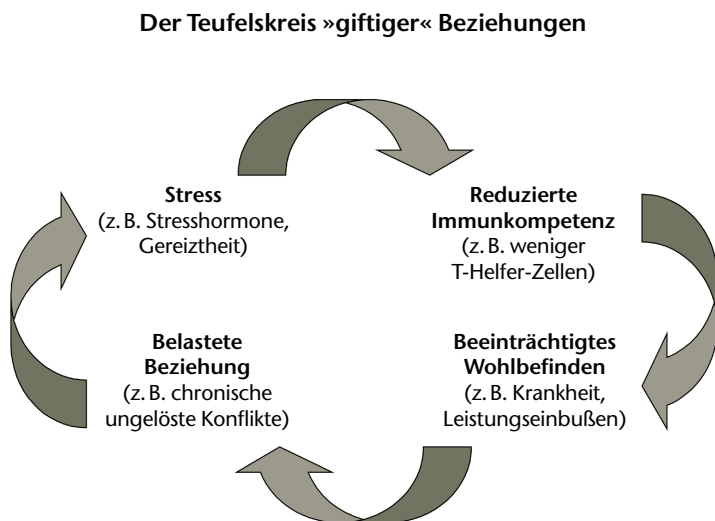 Der Teufelskreis »giftiger« Beziehungen
Stress
(z. B. Stresshormone,
Gereiztheit)
Reduzierte
Immunkompetenz
(z. B. weniger
T-Helfer-Zellen)
Belastete
Beziehung
(z. B. chronische
ungelöste Konflikte)
Beeinträchtigtes
Wohlbefinden
(z. B. Krankheit,
Leistungseinbußen)